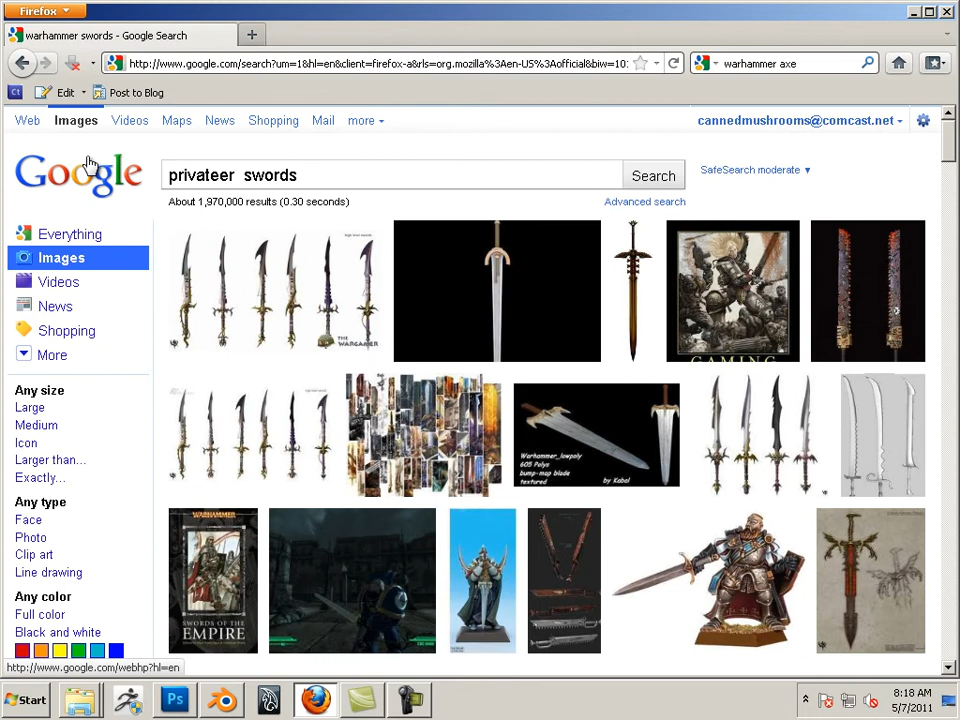 Firefox
warhammer swords - Google Search
http://www.google.com/search?um=1&hl=en&client=firefox-a&rls=org.mozilla%3Aen-US%3Aofficial&biw=10
warhammer axe
Ct Edit Post to Blog
Web Images Videos Maps News Shopping Mail more
cannedmushrooms@comcast.net
Google
privateer swords
Search
SafeSearch moderate ▼
About 1,970,000 results (0.30 seconds)
Advanced search
Everything
Images
Videos
News
Shopping
More
THE WARGAMER
GAMING
Any size
Large
Medium
Icon
Larger than...
Exactly...
Warhammer_lowpoly
605 Polys
bump-map blade
textured
by Kabal
Any type
Face
Photo
Clip art
Line drawing
Any color
Full color
Black and white
WARHAMMER
SWORDS OF THE
EMPIRE
http://www.google.com/webhp?hl=en
Start
Ps
8:18 AM
5/7/2011